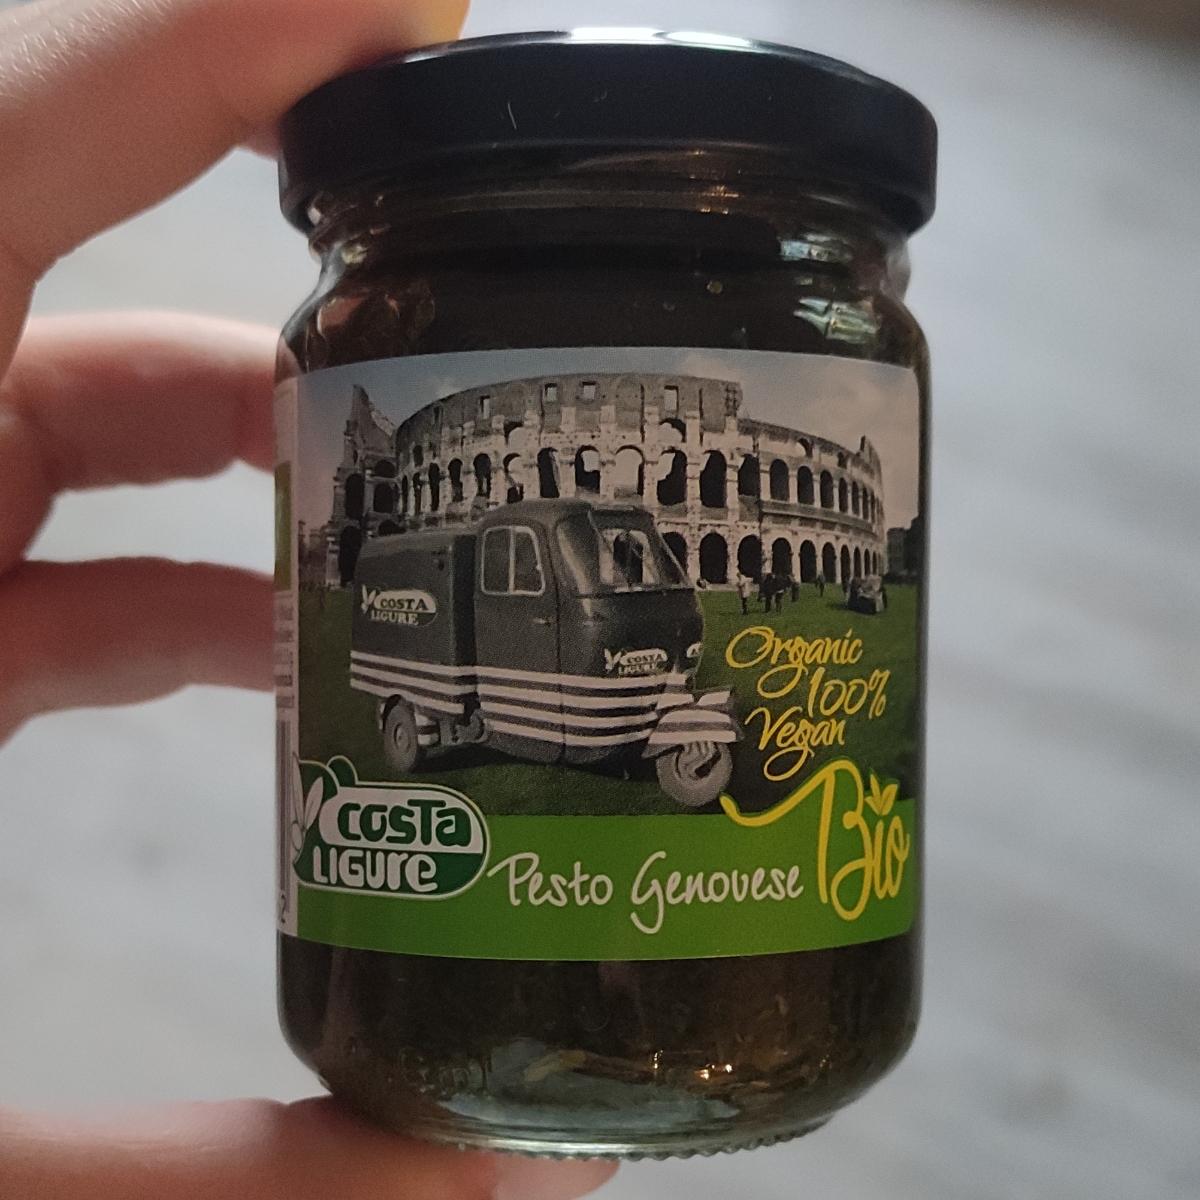 COSTA
LIGURE
COSTA
LIGURE
Organic
100%
Vegan
Bio
COSTA
LIGURE
Pesto Genovese